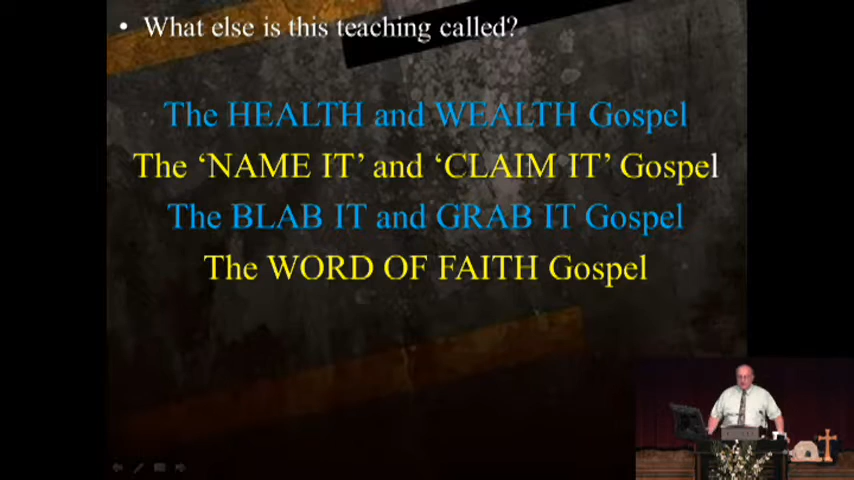 • What else is this teaching called?
The HEALTH and WEALTH Gospel
The ‘NAME IT’ and ‘CLAIM IT’ Gospel
The BLAB IT and GRAB IT Gospel
The WORD OF FAITH Gospel